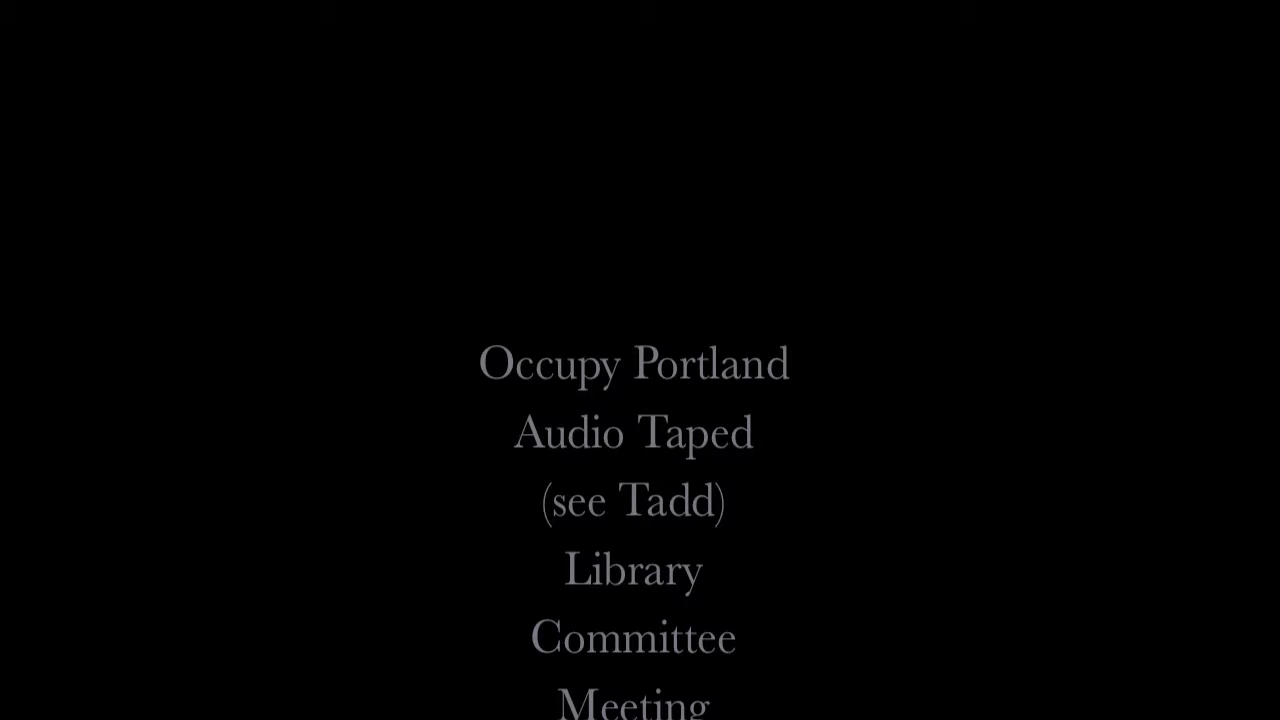 Occupy Portland
Audio Taped
(see Tadd)
Library
Committee
Meeting